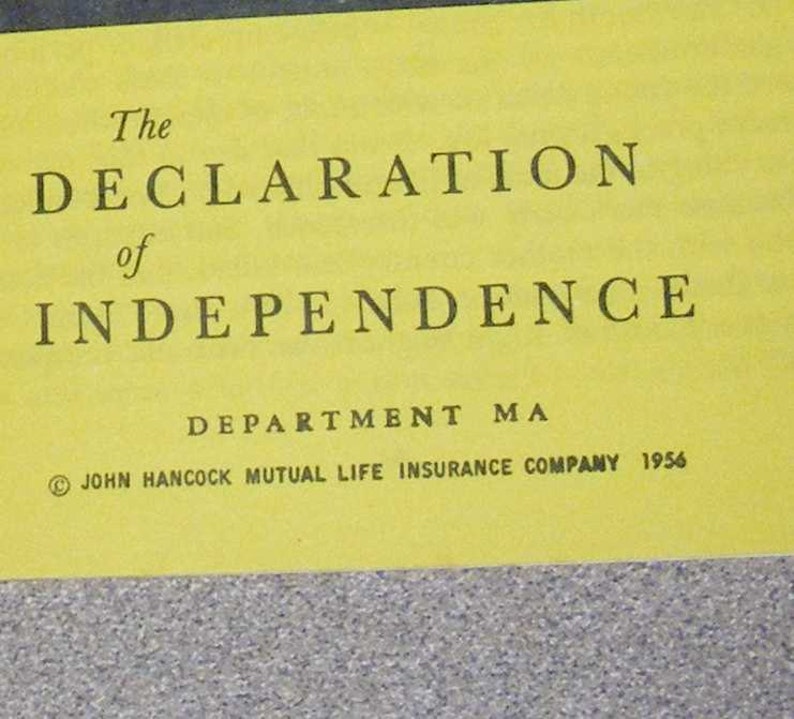 The
DECLARATION
of
INDEPENDENCE
DEPARTMENT MA
© JOHN HANCOCK MUTUAL LIFE INSURANCE COMPANY 1956